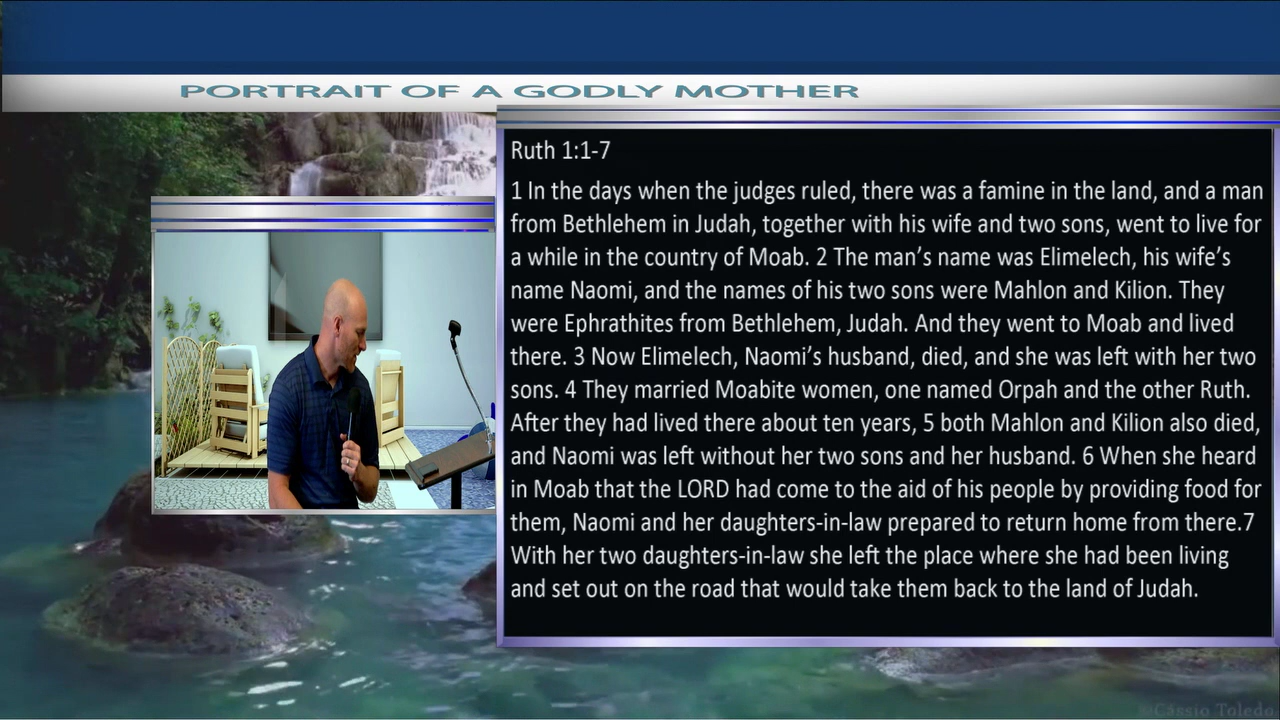 PORTRAIT OF A GODLY MOTHER
Ruth 1:1-7
1 In the days when the judges ruled, there was a famine in the land, and a man
from Bethlehem in Judah, together with his wife and two sons, went to live for
a while in the country of Moab. 2 The man’s name was Elimelech, his wife’s
name Naomi, and the names of his two sons were Mahlon and Kilion. They
were Ephrathites from Bethlehem, Judah. And they went to Moab and lived
there. 3 Now Elimelech, Naomi’s husband, died, and she was left with her two
sons. 4 They married Moabite women, one named Orpah and the other Ruth.
After they had lived there about ten years, 5 both Mahlon and Kilion also died,
and Naomi was left without her two sons and her husband. 6 When she heard
in Moab that the LORD had come to the aid of his people by providing food for
them, Naomi and her daughters-in-law prepared to return home from there.7
With her two daughters-in-law she left the place where she had been living
and set out on the road that would take them back to the land of Judah.
©Cássio Toledo